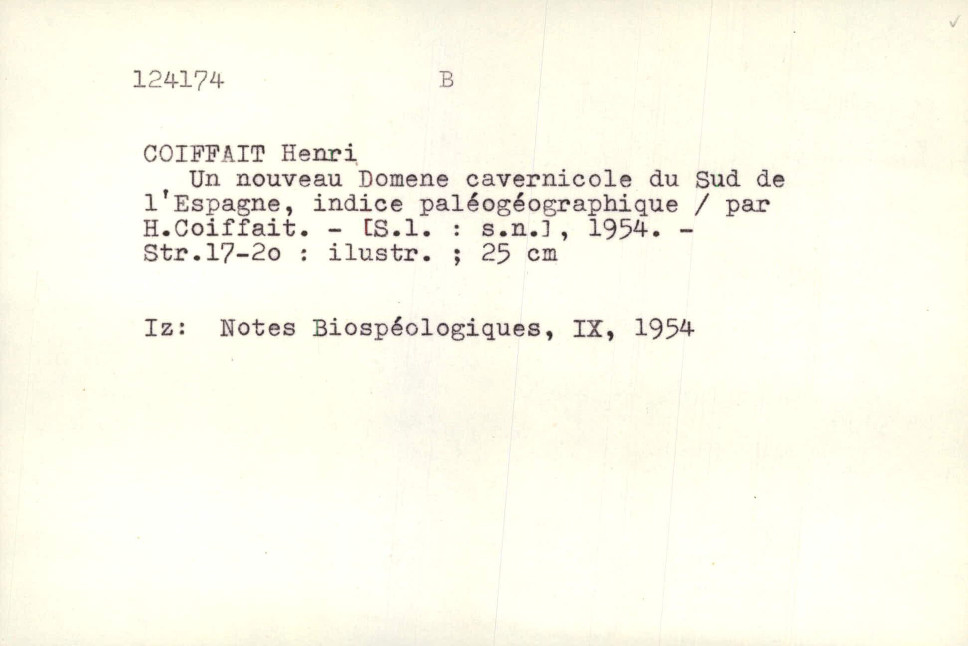 124174 B
COIFFAIT Henri
Un nouveau Domene cavernicole du Sud de
l'Espagne, indice paléogéographique / par
H.Coiffait. - [S.l. : s.n.], 1954. -
Str.17-2o : ilustr. ; 25 cm
Iz: Notes Biospéologiques, IX, 1954